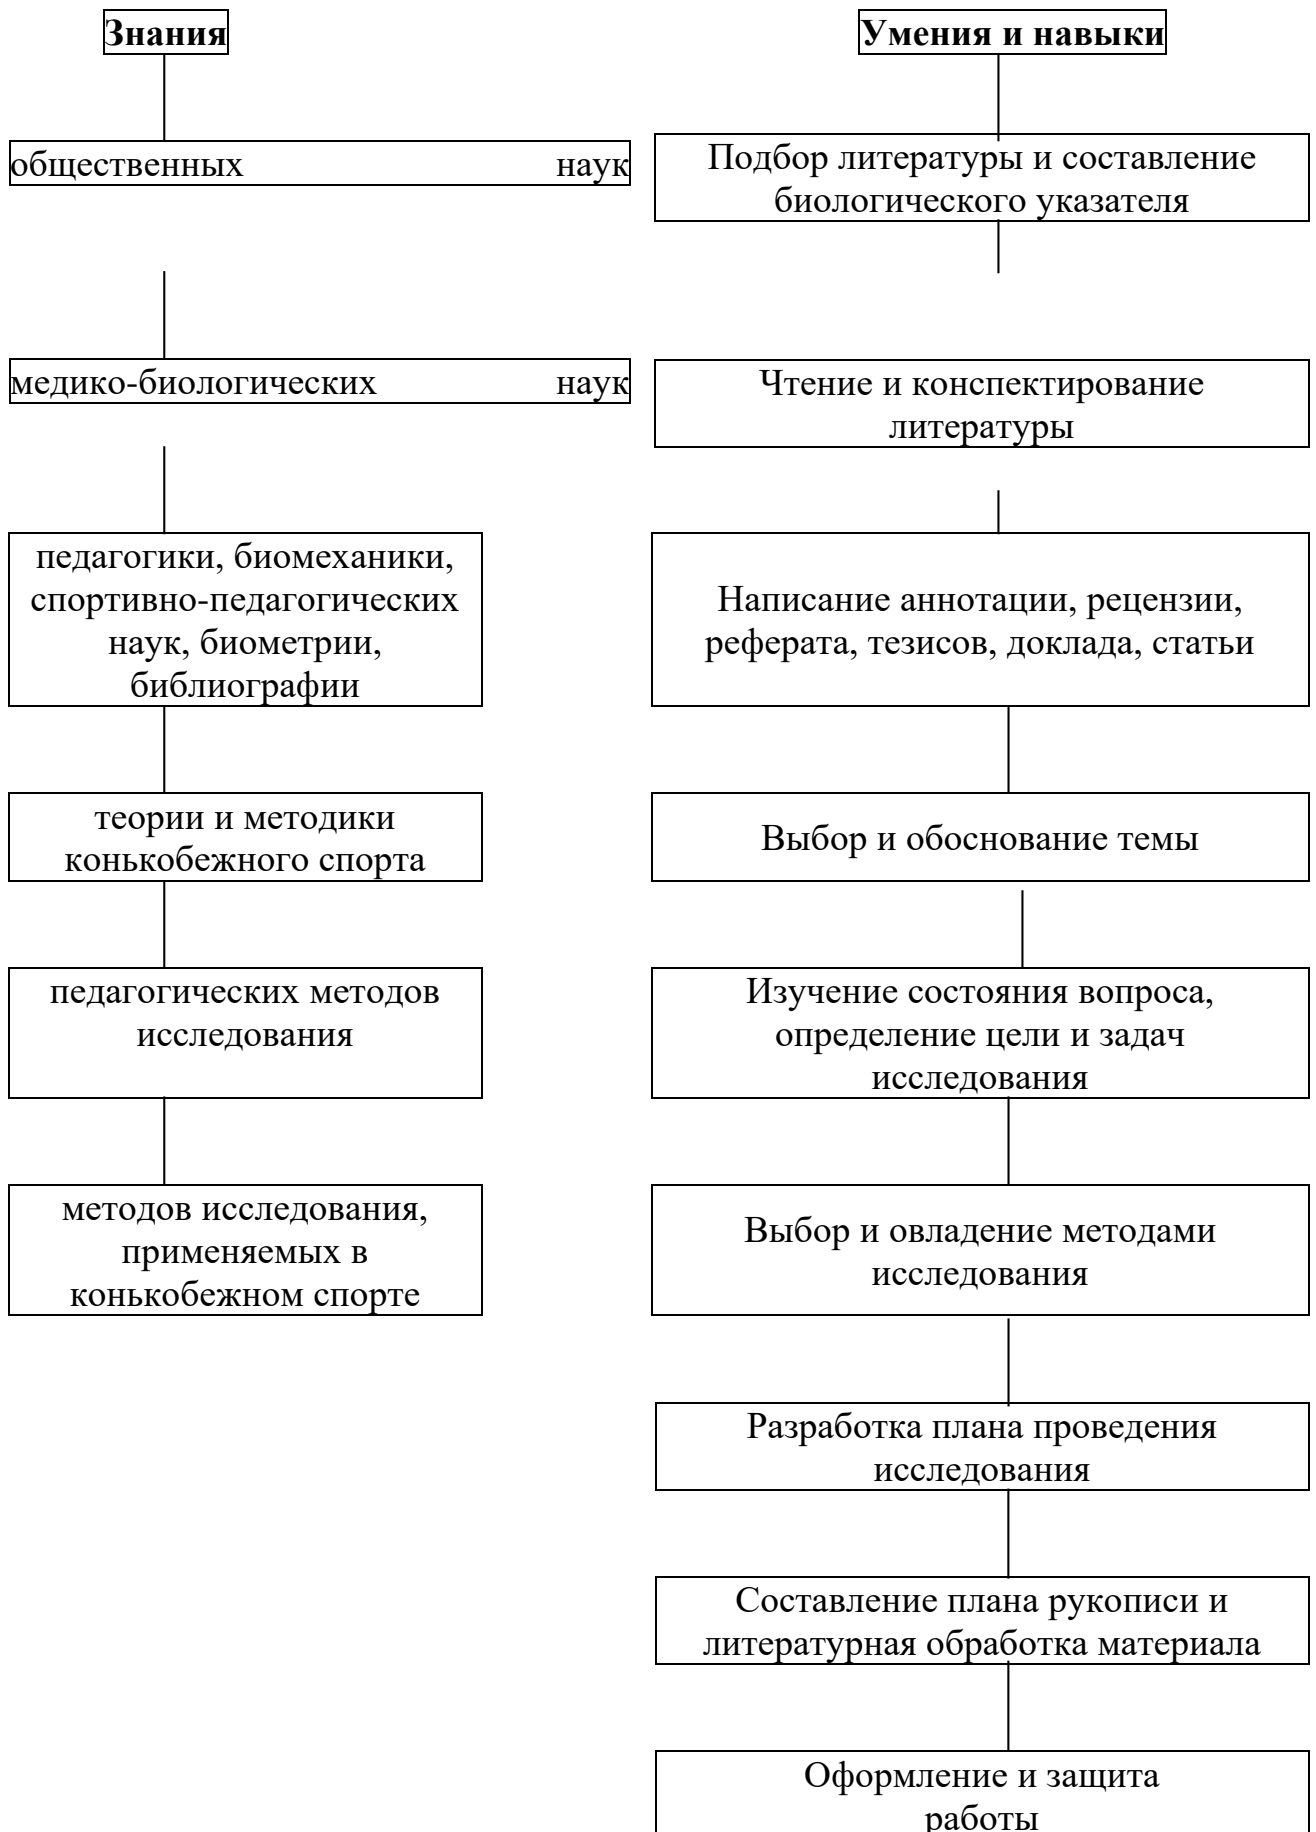 Знания
общественных наук
медико-биологических наук
педагогики, биомеханики,
спортивно-педагогических
наук, биометрии,
библиографии
теории и методики
конькобежного спорта
педагогических методов
исследования
методов исследования,
применяемых в
конькобежном спорте
Умения и навыки
Подбор литературы и составление
биологического указателя
Чтение и конспектирование
литературы
Написание аннотации, рецензии,
реферата, тезисов, доклада, статьи
Выбор и обоснование темы
Изучение состояния вопроса,
определение цели и задач
исследования
Выбор и овладение методами
исследования
Разработка плана проведения
исследования
Составление плана рукописи и
литературная обработка материала
Оформление и защита
работы